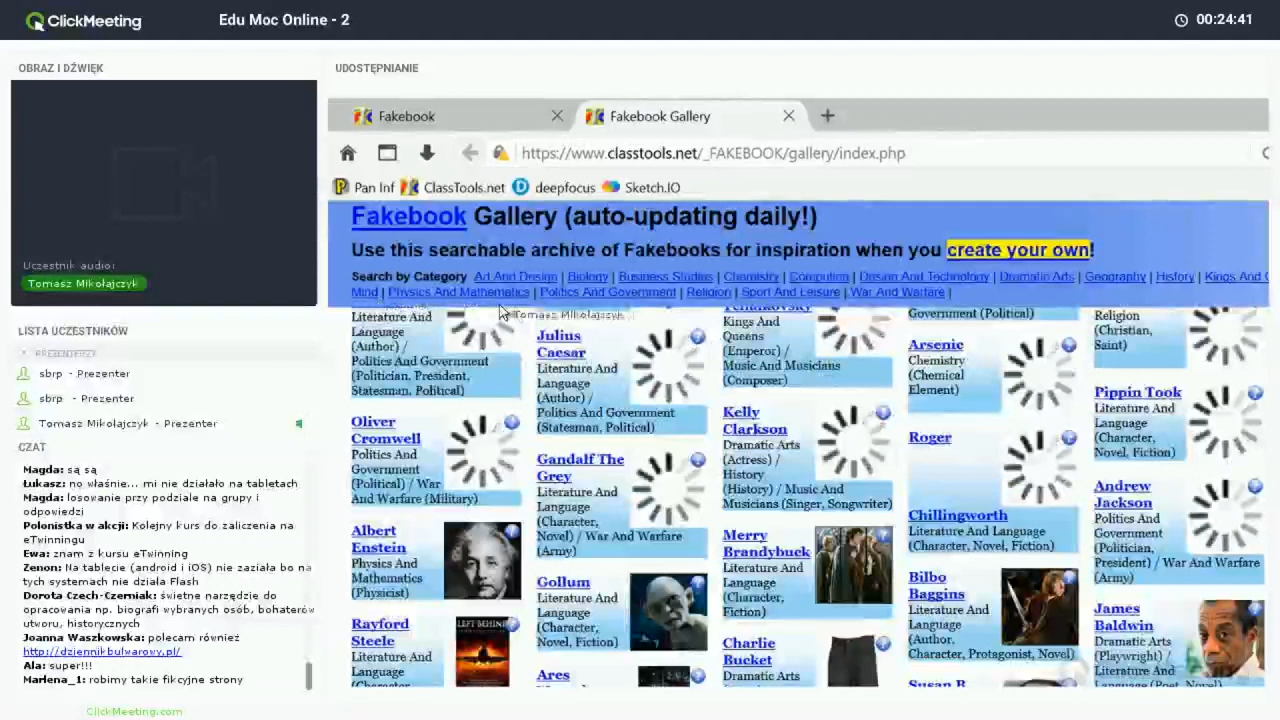 ClickMeeting
Edu Moc Online - 2
00:24:41
OBRAZ I DŹWIĘK
Uczestnik audio:
Tomasz Mikołajczyk
LISTA UCZESTNIKÓW
PREZENTERZY
sbrp - Prezenter
sbrp - Prezenter
Tomasz Mikołajczyk - Prezenter
CZAT
Magda: są są
Łukasz: no właśnie... mi nie działało na tabletach
Magda: losowanie przy podziale na grupy i
odpowiedzi
Polonistka w akcji: Kolejny kurs do zaliczenia na
eTwinningu
Ewa: znam z kursu eTwinning
Zenon: Na tablecie (android i iOS) nie zaziała bo na
tych systemach nie działa Flash
Dorota Czech-Czerniak: świetne narzędzie do
opracowania np. biografi wybranych osób, bohaterów
utworu, historycznych
Joanna Waszkowska: polecam również
http://dziennikbulwarowy.pl/
Ala: super!!!
Marlena_1: robimy takie fikcyjne strony
ClickMeeting.com
UDOSTĘPNIANIE
Fakebook
Fakebook Gallery
https://www.classtools.net/_FAKEBOOK/gallery/index.php
Pan Inf
ClassTools.net
deepfocus
Sketch.IO
Fakebook Gallery (auto-updating daily!)
Use this searchable archive of Fakebooks for inspiration when you create your own!
Search by Category Art And Design | Biology | Business Studies | Chemistry | Computing | Design And Technology | Dramatic Arts | Geography | History | Kings And
Mind | Physics And Mathematics | Politics And Government | Religion | Sport And Leisure | War And Warfare |
Tomasz Mikołajczyk
Literature And
Language
(Author) /
Politics And Government
(Politician, President,
Statesman, Political)
Oliver
Cromwell
Politics And
Government
(Political) / War
And Warfare (Military)
Albert
Enstein
Physics And
Mathematics
(Physicist)
Rayford
Steele
Literature And
Language
(Character,
LEFT BEHIND
Julius
Caesar
Literature And
Language
(Author) /
Politics And Government
(Statesman, Political)
Gandalf The
Grey
Literature And
Language
(Character,
Novel) / War And Warfare
(Army)
Gollum
Literature And
Language
(Character,
Novel, Fiction)
Ares
Tchaikovsky
Kings And
Queens
(Emperor) /
Music And Musicians
(Composer)
Kelly
Clarkson
Dramatic Arts
(Actress) /
History
(History) / Music And
Musicians (Singer, Songwriter)
Merry
Brandybuck
Literature And
Language
(Character,
Fiction)
Charlie
Bucket
Dramatic Arts
Government (Political)
Arsenic
Chemistry
(Chemical
Element)
Roger
Chillingworth
Literature And Language
(Character, Novel, Fiction)
Bilbo
Baggins
Literature And
Language
(Author,
Character, Protagonist, Novel)
Susan B.
Religion
(Christian,
Saint)
Pippin Took
Literature And
Language
(Character,
Novel, Fiction)
Andrew
Jackson
Politics And
Government
(Politician,
President) / War And Warfare
(Army)
James
Baldwin
Dramatic Arts
(Playwright) /
Literature And
Language (Poet, Novel)